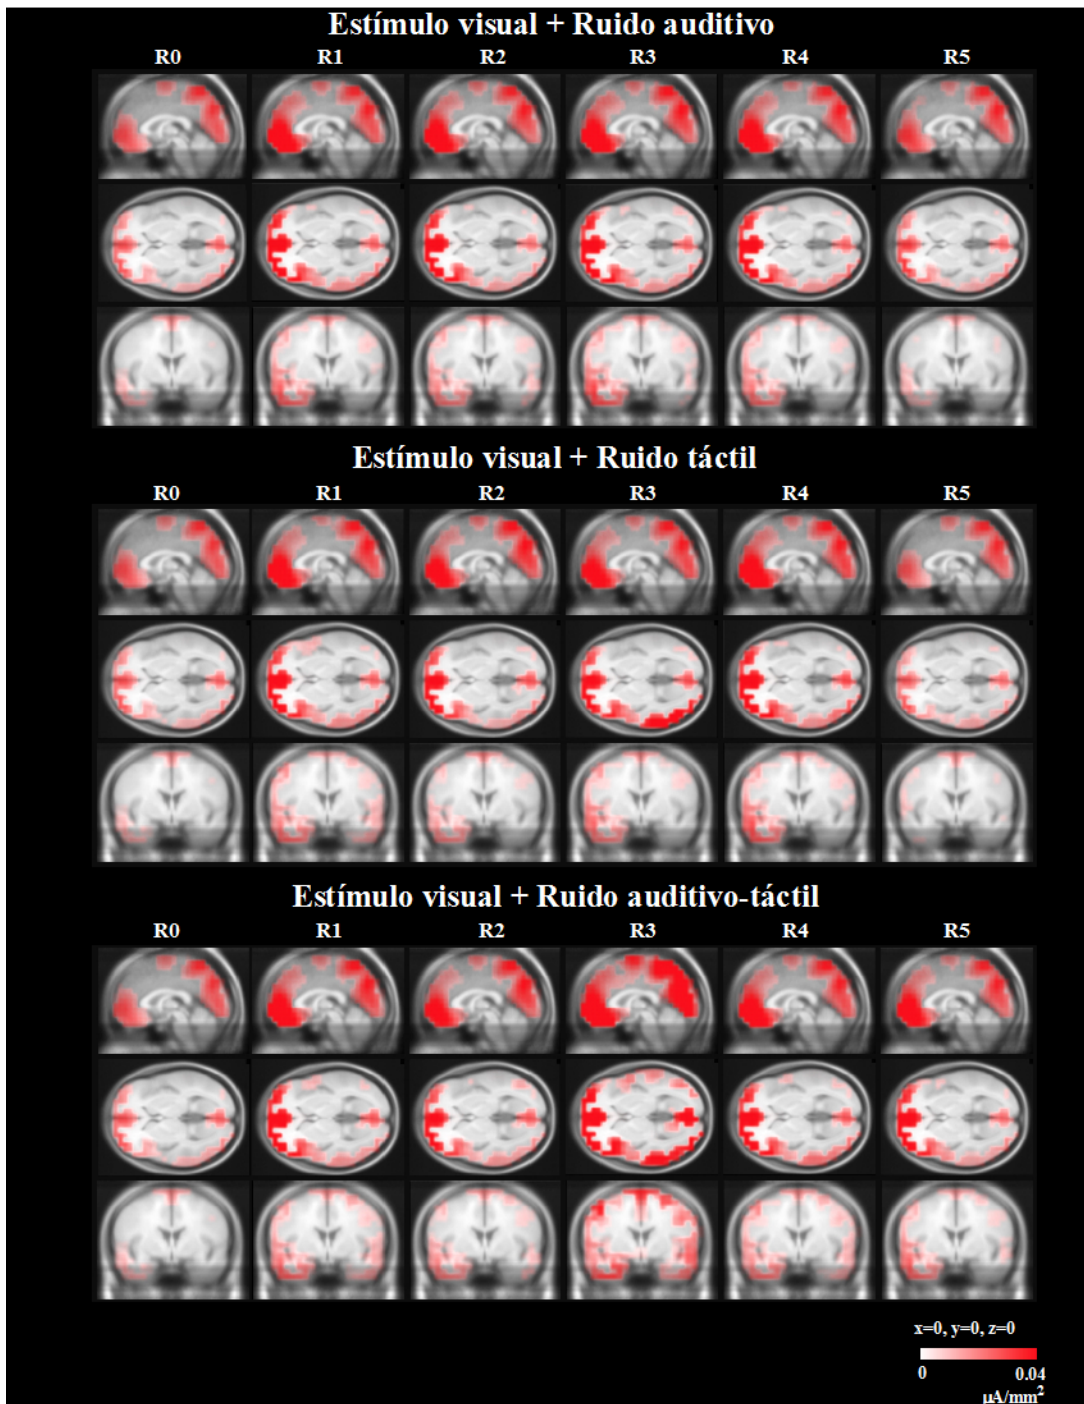 Estímulo visual + Ruido auditivo
R0 R1 R2 R3 R4 R5
Estímulo visual + Ruido táctil
R0 R1 R2 R3 R4 R5
Estímulo visual + Ruido auditivo-táctil
R0 R1 R2 R3 R4 R5
x=0, y=0, z=0
0 0.04
µA/mm²